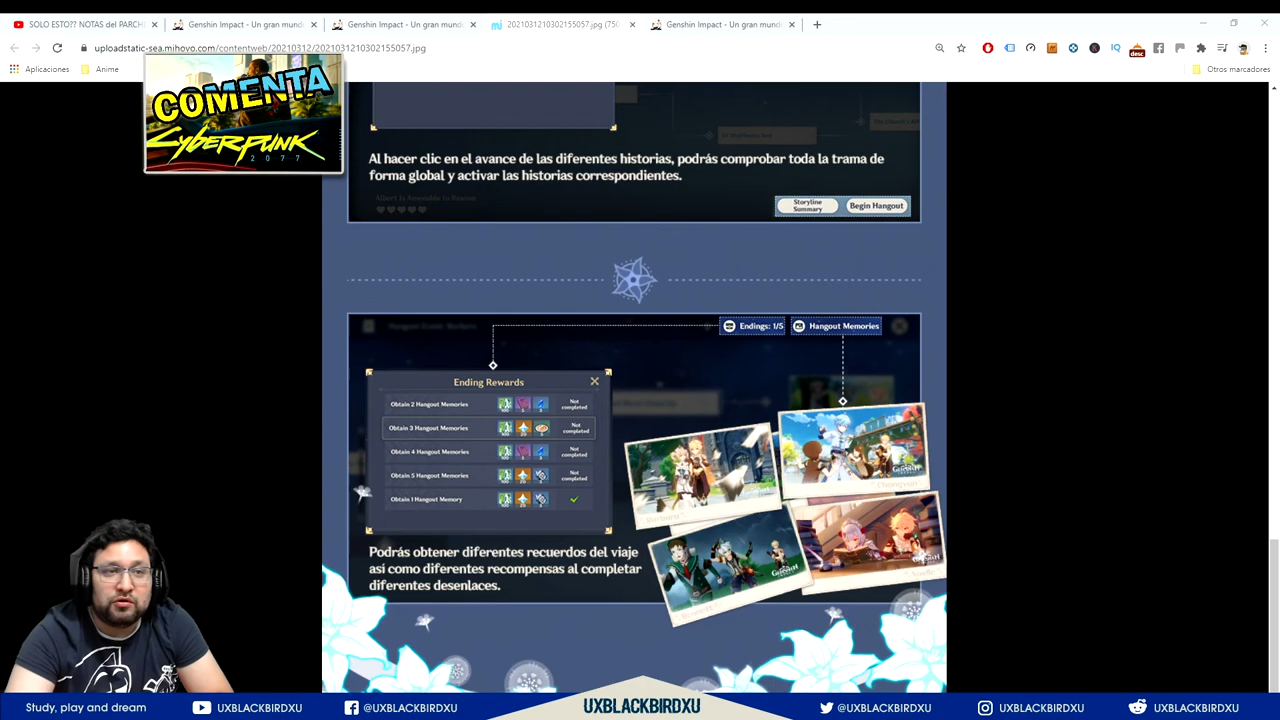 SOLO ESTO?? NOTAS del PARCH
Genshin Impact - Un gran mund
Genshin Impact - Un gran mund
2021031210302155057.jpg (750
Genshin Impact - Un gran mund
uploadstatic-sea.mihoyo.com/contentweb/20210312/2021031210302155057.jpg
Aplicaciones
Anime
Otros marcadores
COMENTA
Cyberpunk
2077
Al hacer clic en el avance de las diferentes historias, podrás comprobar toda la trama de
forma global y activar las historias correspondientes.
Storyline
Summary
Begin Hangout
Endings: 1/5
Hangout Memories
Ending Rewards
Obtain 2 Hangout Memories
Not
completed
Obtain 3 Hangout Memories
Not
completed
Obtain 4 Hangout Memories
Not
completed
Obtain 5 Hangout Memories
Not
completed
Obtain 1 Hangout Memory
Chongyun
Barbara
Noelle
Bennett
Podrás obtener diferentes recuerdos del viaje
así como diferentes recompensas al completar
diferentes desenlaces.
Study, play and dream
UXBLACKBIRDXU
@UXBLACKBIRDXU
UXBLACKBIRDXU
@UXBLACKBIRDXU
UXBLACKBIRDXU
UXBLACKBIRDXU